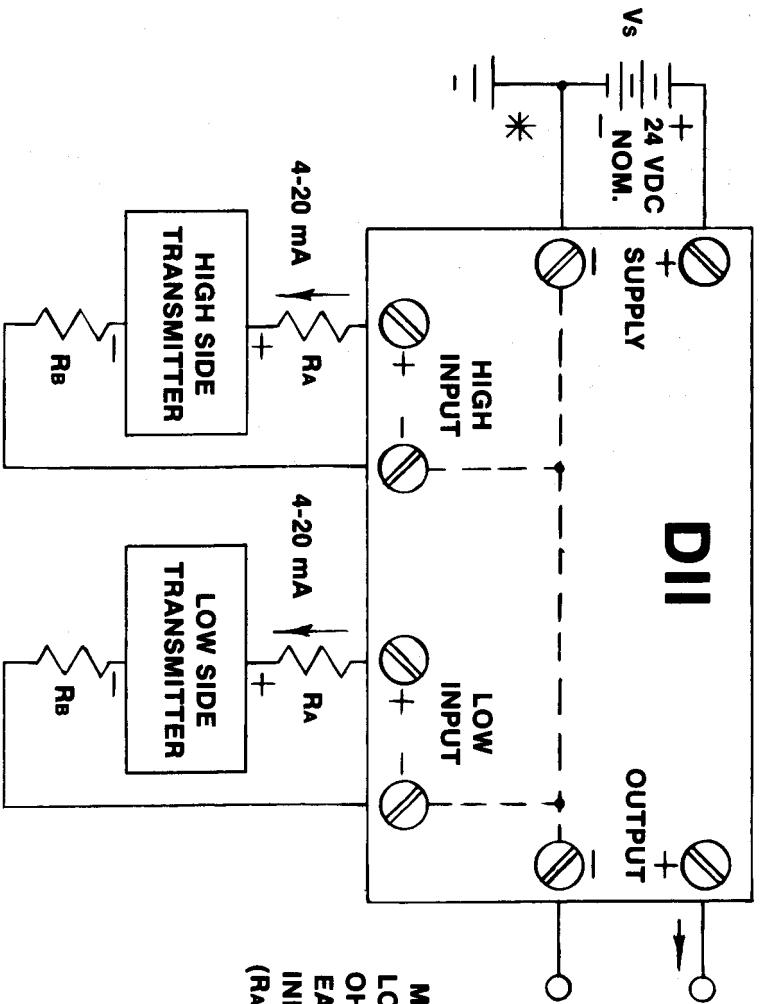 Vs
24 VDC
NOM.
+
−
*
SUPPLY
+
−
DII
OUTPUT
+
−
HIGH
INPUT
+
−
LOW
INPUT
+
−
4-20 mA
RA
+
HIGH SIDE
TRANSMITTER
−
RB
4-20 mA
RA
+
LOW SIDE
TRANSMITTER
−
RB
(RA